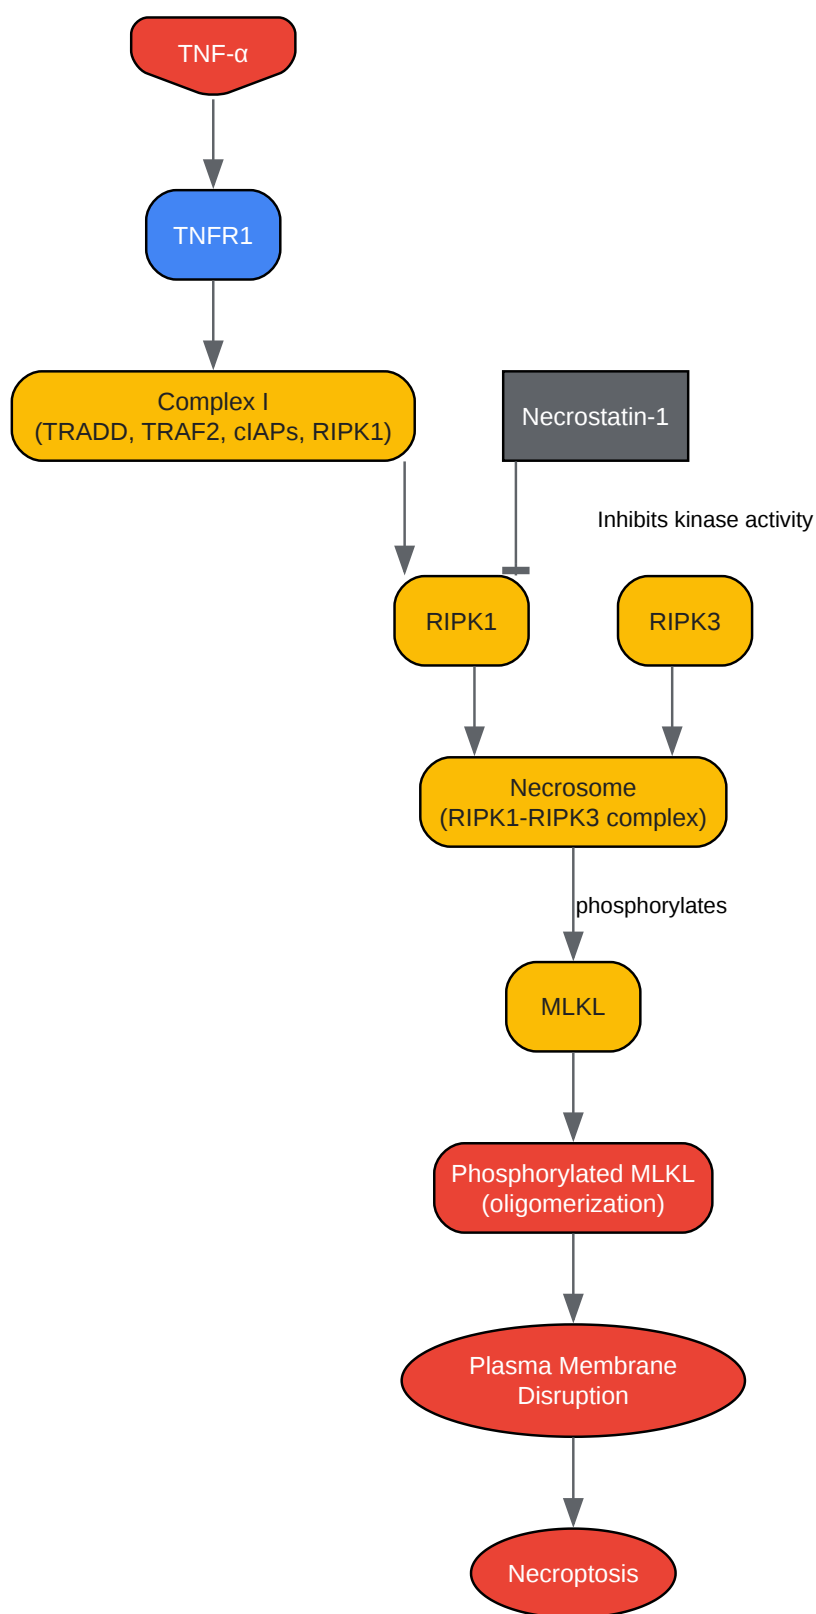 TNF-α
TNFR1
Complex I
(TRADD, TRAF2, cIAPs, RIPK1)
Necrostatin-1
Inhibits kinase activity
RIPK1
RIPK3
Necrosome
(RIPK1-RIPK3 complex)
phosphorylates
MLKL
Phosphorylated MLKL
(oligomerization)
Plasma Membrane
Disruption
Necroptosis